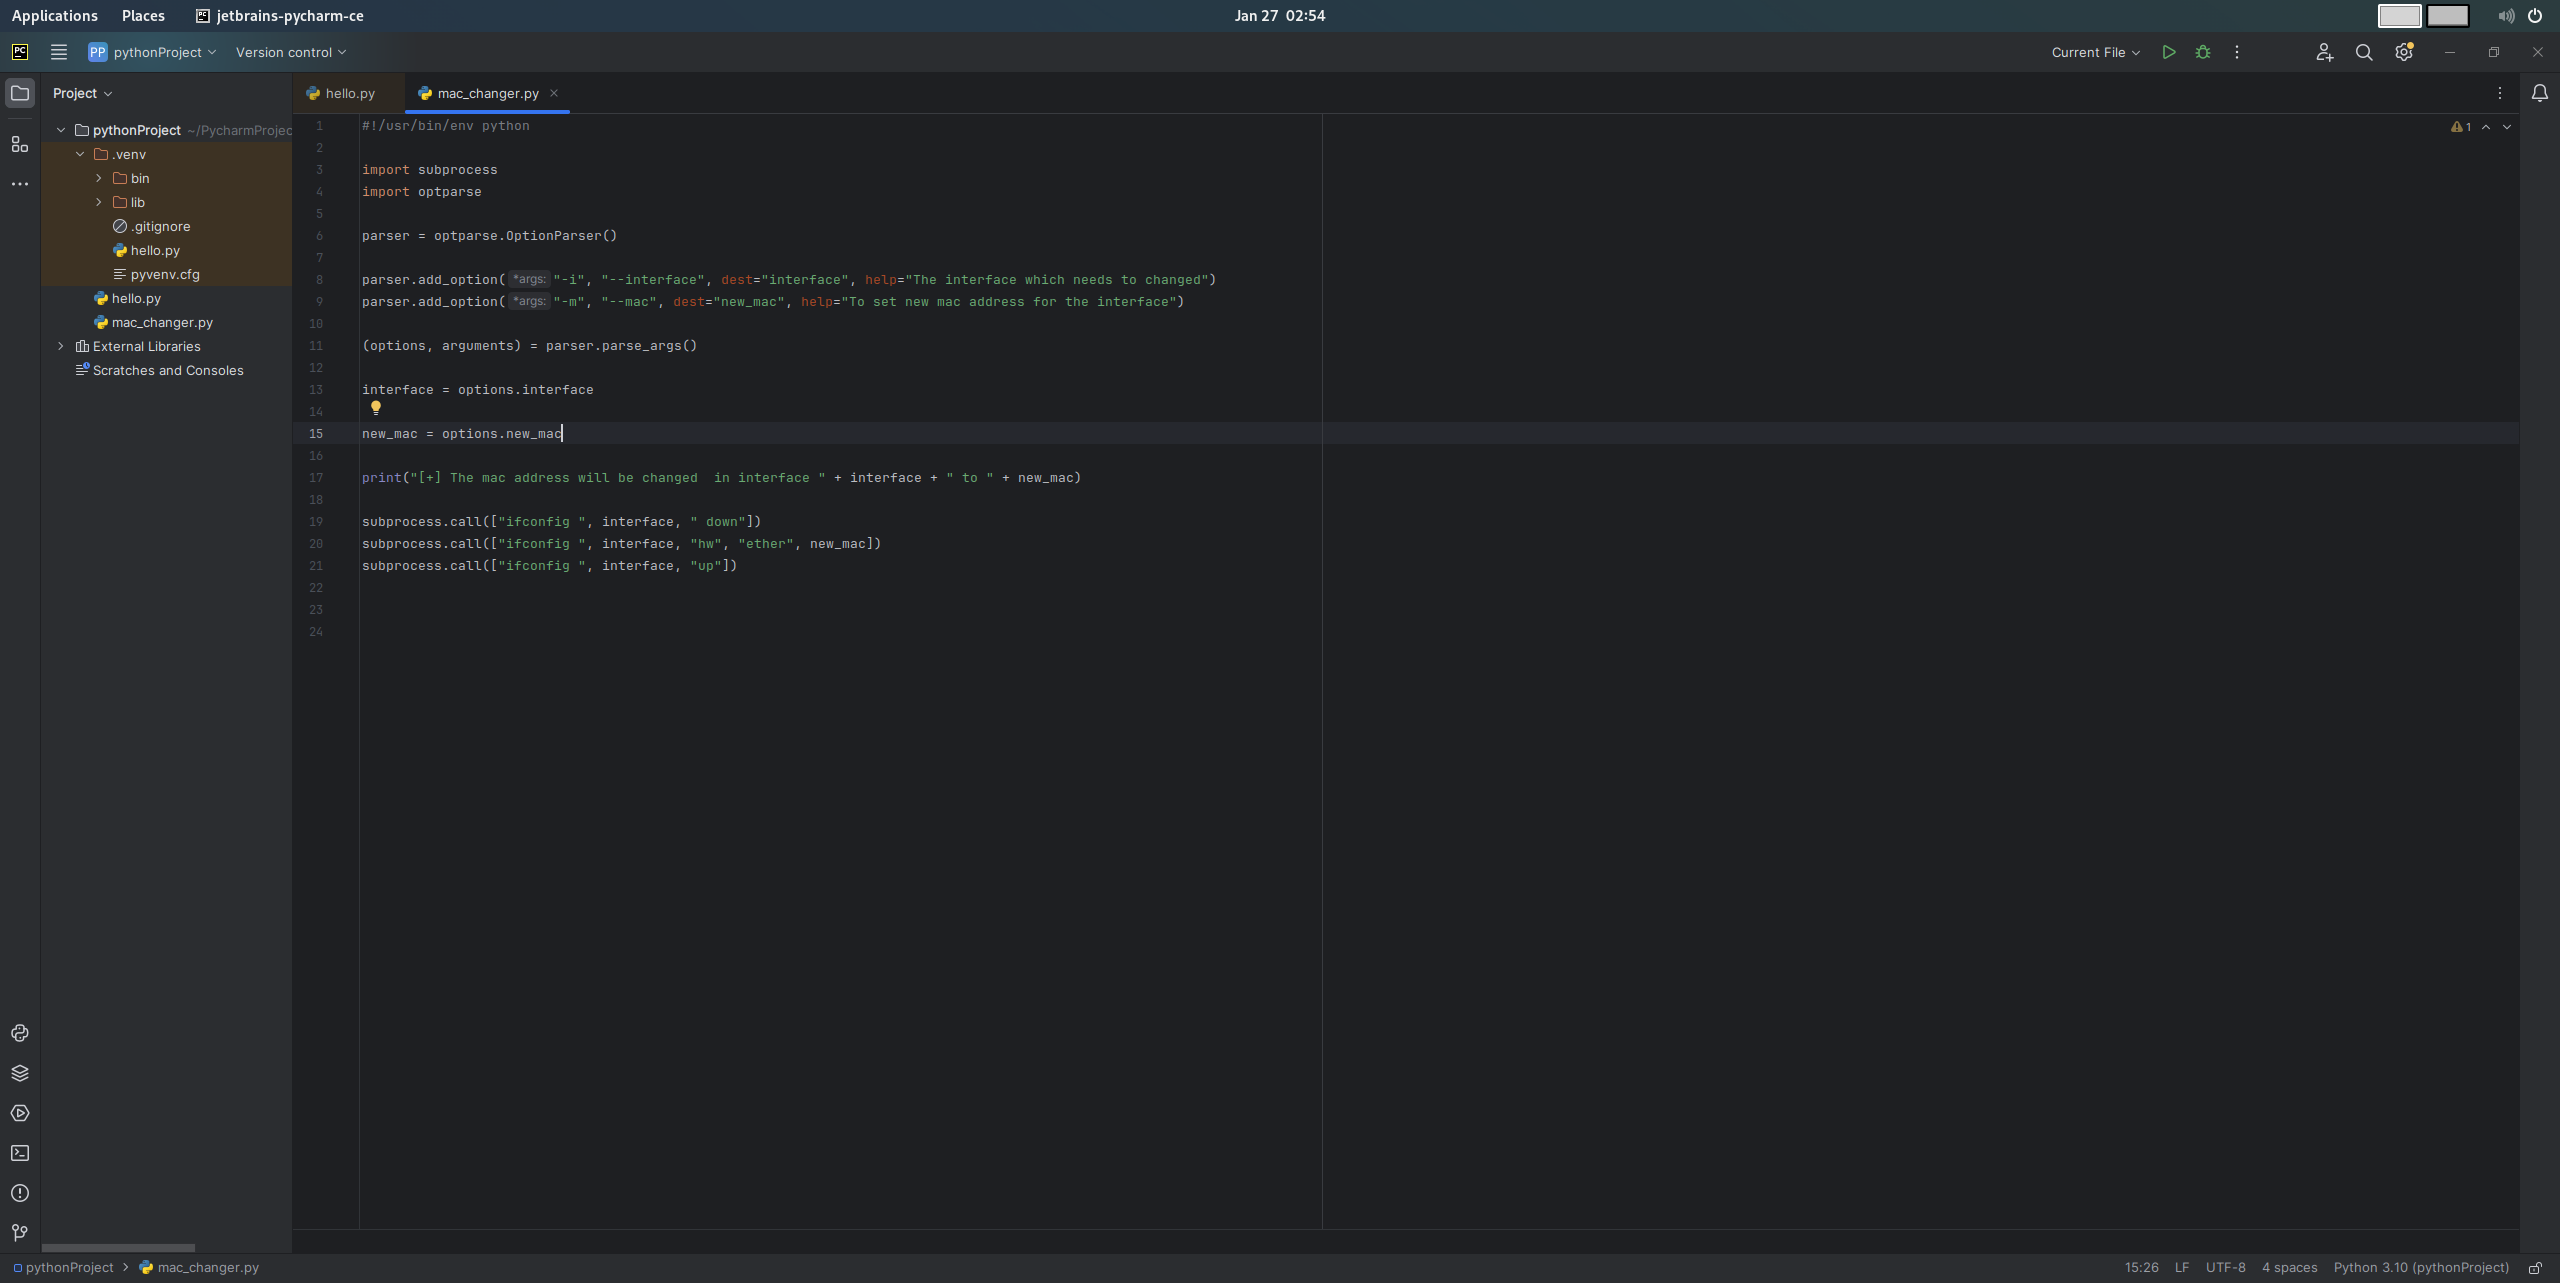 Applications Places jetbrains-pycharm-ce Jan 27 02:54
PC PP pythonProject Version control Current File
Project
hello.py mac_changer.py
pythonProject ~/PycharmProjec
.venv
bin
lib
.gitignore
hello.py
pyvenv.cfg
hello.py
mac_changer.py
External Libraries
Scratches and Consoles
1 #!/usr/bin/env python
2
3 import subprocess
4 import optparse
5
6 parser = optparse.OptionParser()
7
8 parser.add_option( *args: "-i", "--interface", dest="interface", help="The interface which needs to changed")
9 parser.add_option( *args: "-m", "--mac", dest="new_mac", help="To set new mac address for the interface")
10
11 (options, arguments) = parser.parse_args()
12
13 interface = options.interface
14
15 new_mac = options.new_mac
16
17 print("[+] The mac address will be changed  in interface " + interface + " to " + new_mac)
18
19 subprocess.call(["ifconfig ", interface, " down"])
20 subprocess.call(["ifconfig ", interface, "hw", "ether", new_mac])
21 subprocess.call(["ifconfig ", interface, "up"])
22
23
24
1
pythonProject mac_changer.py 15:26 LF UTF-8 4 spaces Python 3.10 (pythonProject)